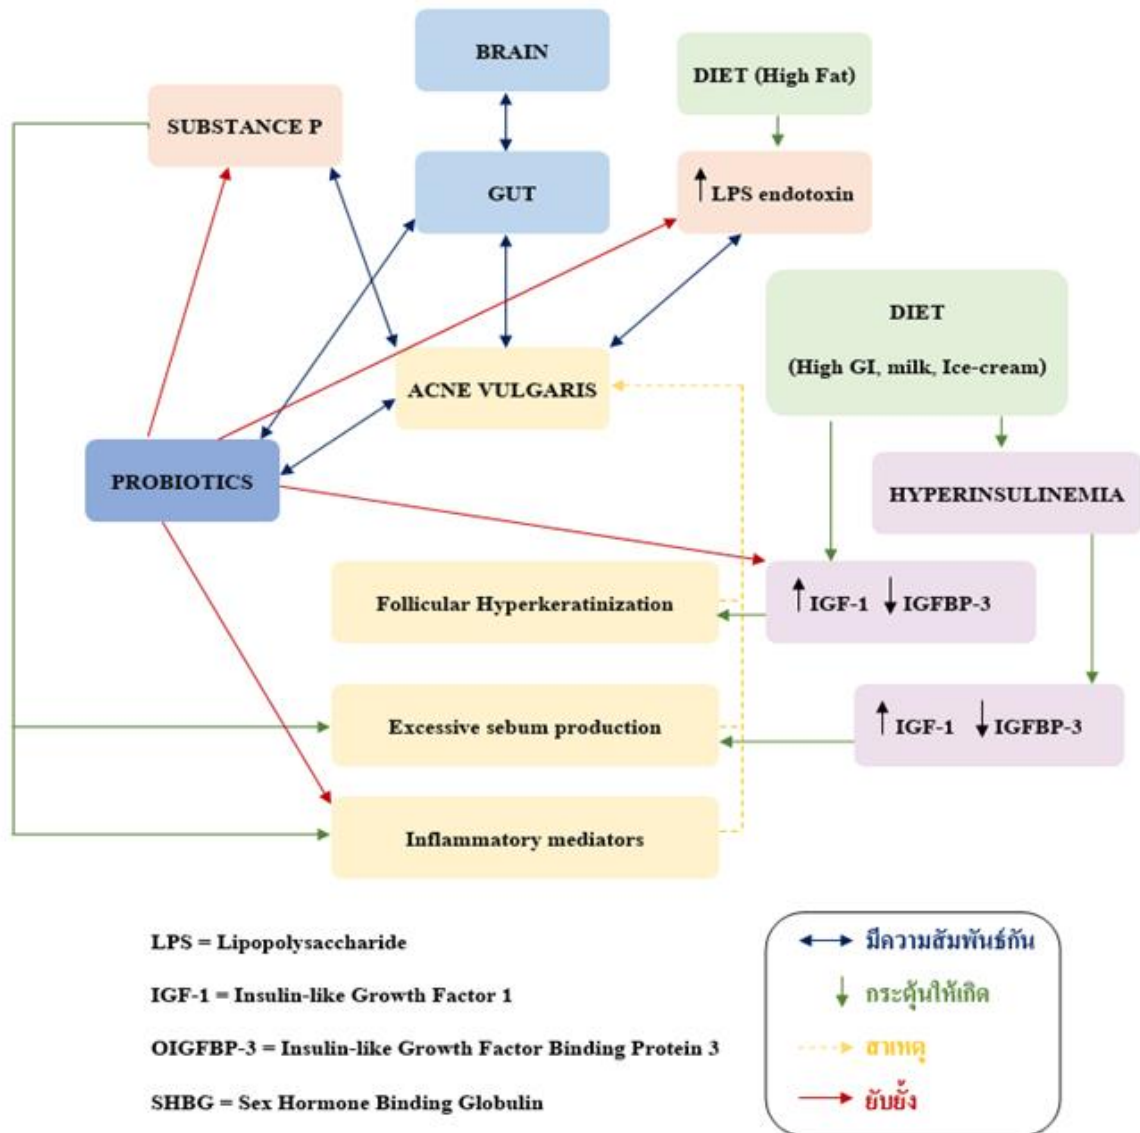 BRAIN
DIET (High Fat)
SUBSTANCE P
GUT
↑ LPS endotoxin
DIET
(High GI, milk, Ice-cream)
ACNE VULGARIS
PROBIOTICS
HYPERINSULINEMIA
Follicular Hyperkeratinization
↑ IGF-1 ↓ IGFBP-3
Excessive sebum production
↑ IGF-1 ↓ IGFBP-3
Inflammatory mediators
LPS = Lipopolysaccharide
IGF-1 = Insulin-like Growth Factor 1
OIGFBP-3 = Insulin-like Growth Factor Binding Protein 3
SHBG = Sex Hormone Binding Globulin
มีความสัมพันธ์กัน
กระตุ้นให้เกิด
สาเหตุ
ยับยั้ง